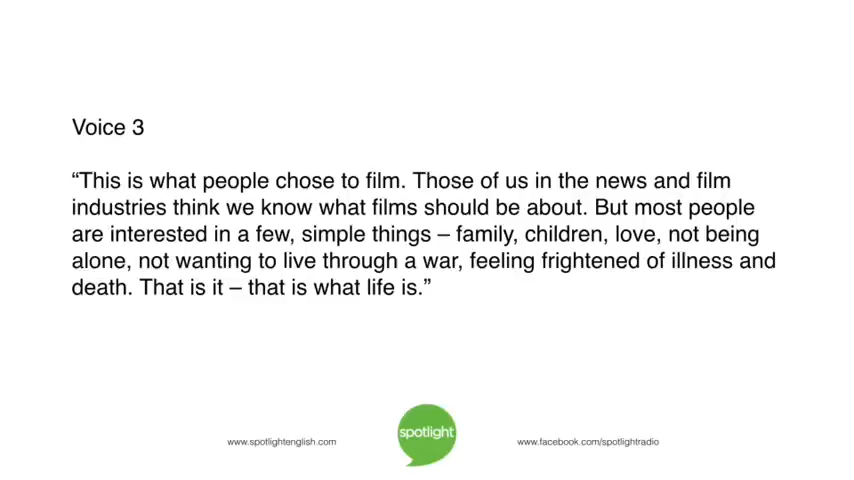 Voice 3
“This is what people chose to film. Those of us in the news and film
industries think we know what films should be about. But most people
are interested in a few, simple things – family, children, love, not being
alone, not wanting to live through a war, feeling frightened of illness and
death. That is it – that is what life is.”
spotlight
www.spotlightenglish.com
www.facebook.com/spotlightradio